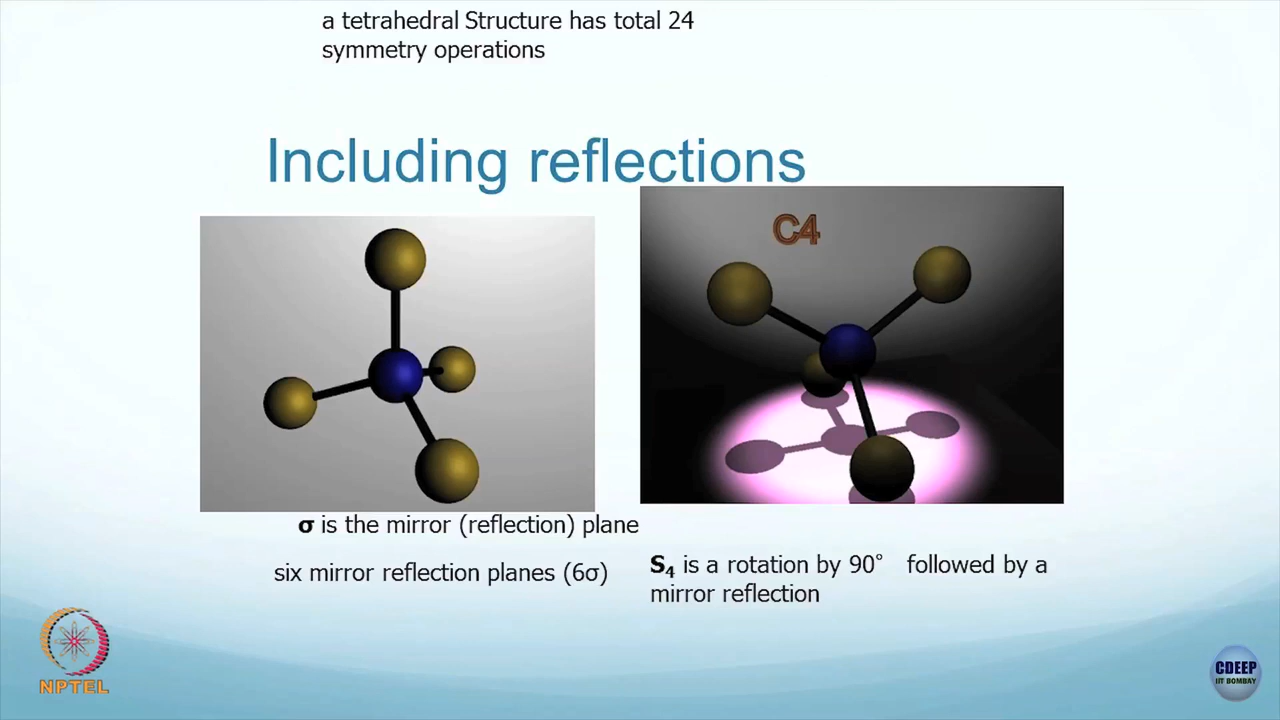 a tetrahedral Structure has total 24
symmetry operations
Including reflections
C4
σ is the mirror (reflection) plane
six mirror reflection planes (6σ)
S₄ is a rotation by 90° followed by a
mirror reflection
NPTEL
CDEEP
IIT BOMBAY